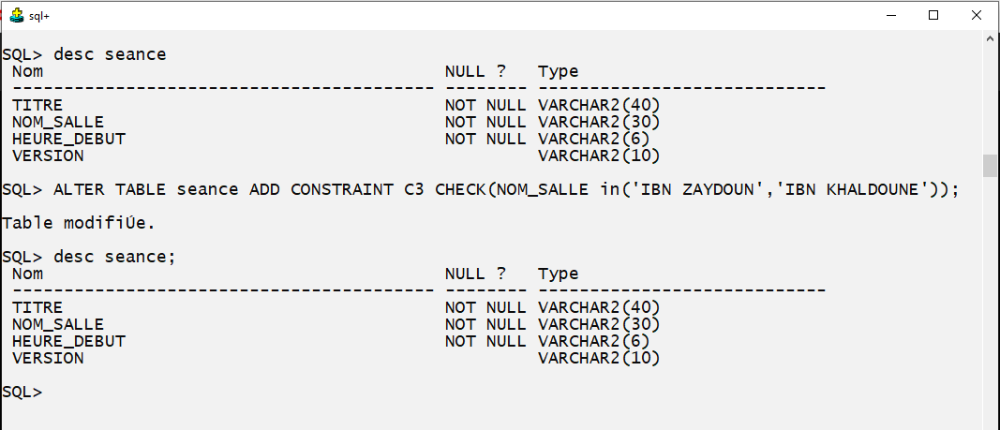 sql+
SQL> desc seance
 Nom                                       NULL ?   Type
 ----------------------------------------- -------- ----------------------------
 TITRE                                     NOT NULL VARCHAR2(40)
 NOM_SALLE                                 NOT NULL VARCHAR2(30)
 HEURE_DEBUT                               NOT NULL VARCHAR2(6)
 VERSION                                            VARCHAR2(10)
SQL> ALTER TABLE seance ADD CONSTRAINT C3 CHECK(NOM_SALLE in('IBN ZAYDOUN','IBN KHALDOUNE'));
Table modifiÚe.
SQL> desc seance;
 Nom                                       NULL ?   Type
 ----------------------------------------- -------- ----------------------------
 TITRE                                     NOT NULL VARCHAR2(40)
 NOM_SALLE                                 NOT NULL VARCHAR2(30)
 HEURE_DEBUT                               NOT NULL VARCHAR2(6)
 VERSION                                            VARCHAR2(10)
SQL>